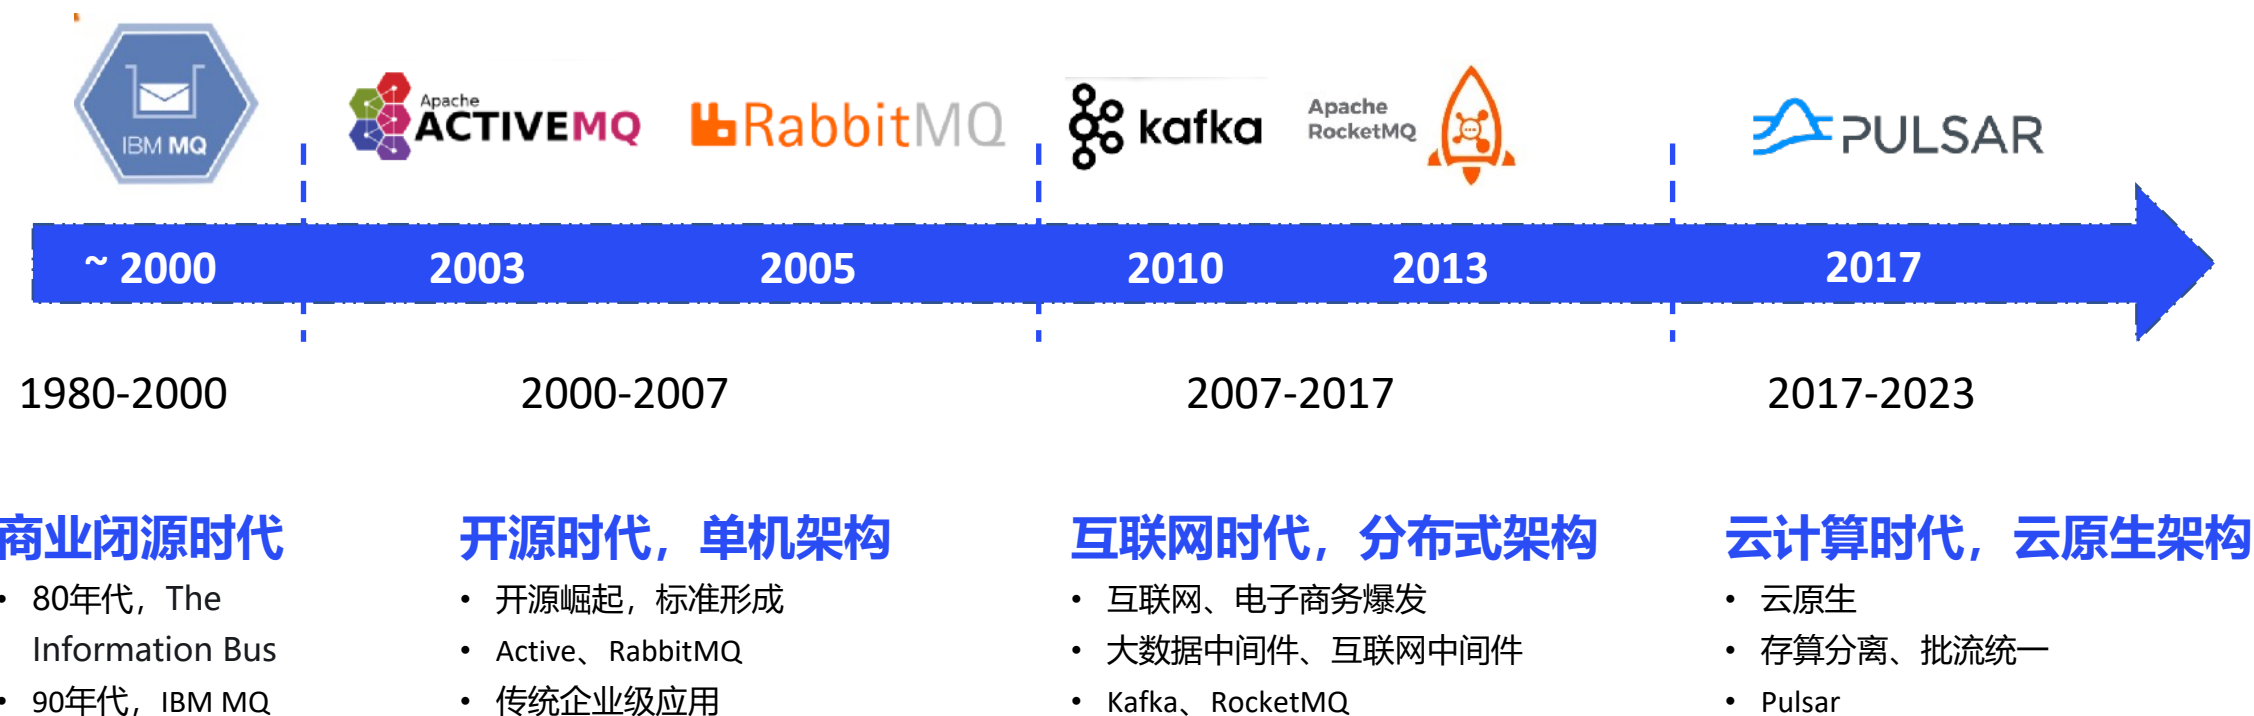 IBM MQ
Apache
ACTIVEMQ
RabbitMQ
kafka
Apache
RocketMQ
PULSAR
~ 2000
2003
2005
2010
2013
2017
1980-2000
2000-2007
2007-2017
2017-2023
商业闭源时代
• 80年代，The
Information Bus
• 90年代，IBM MQ
开源时代，单机架构
• 开源崛起，标准形成
• Active、RabbitMQ
• 传统企业级应用
互联网时代，分布式架构
• 互联网、电子商务爆发
• 大数据中间件、互联网中间件
• Kafka、RocketMQ
云计算时代，云原生架构
• 云原生
• 存算分离、批流统一
• Pulsar